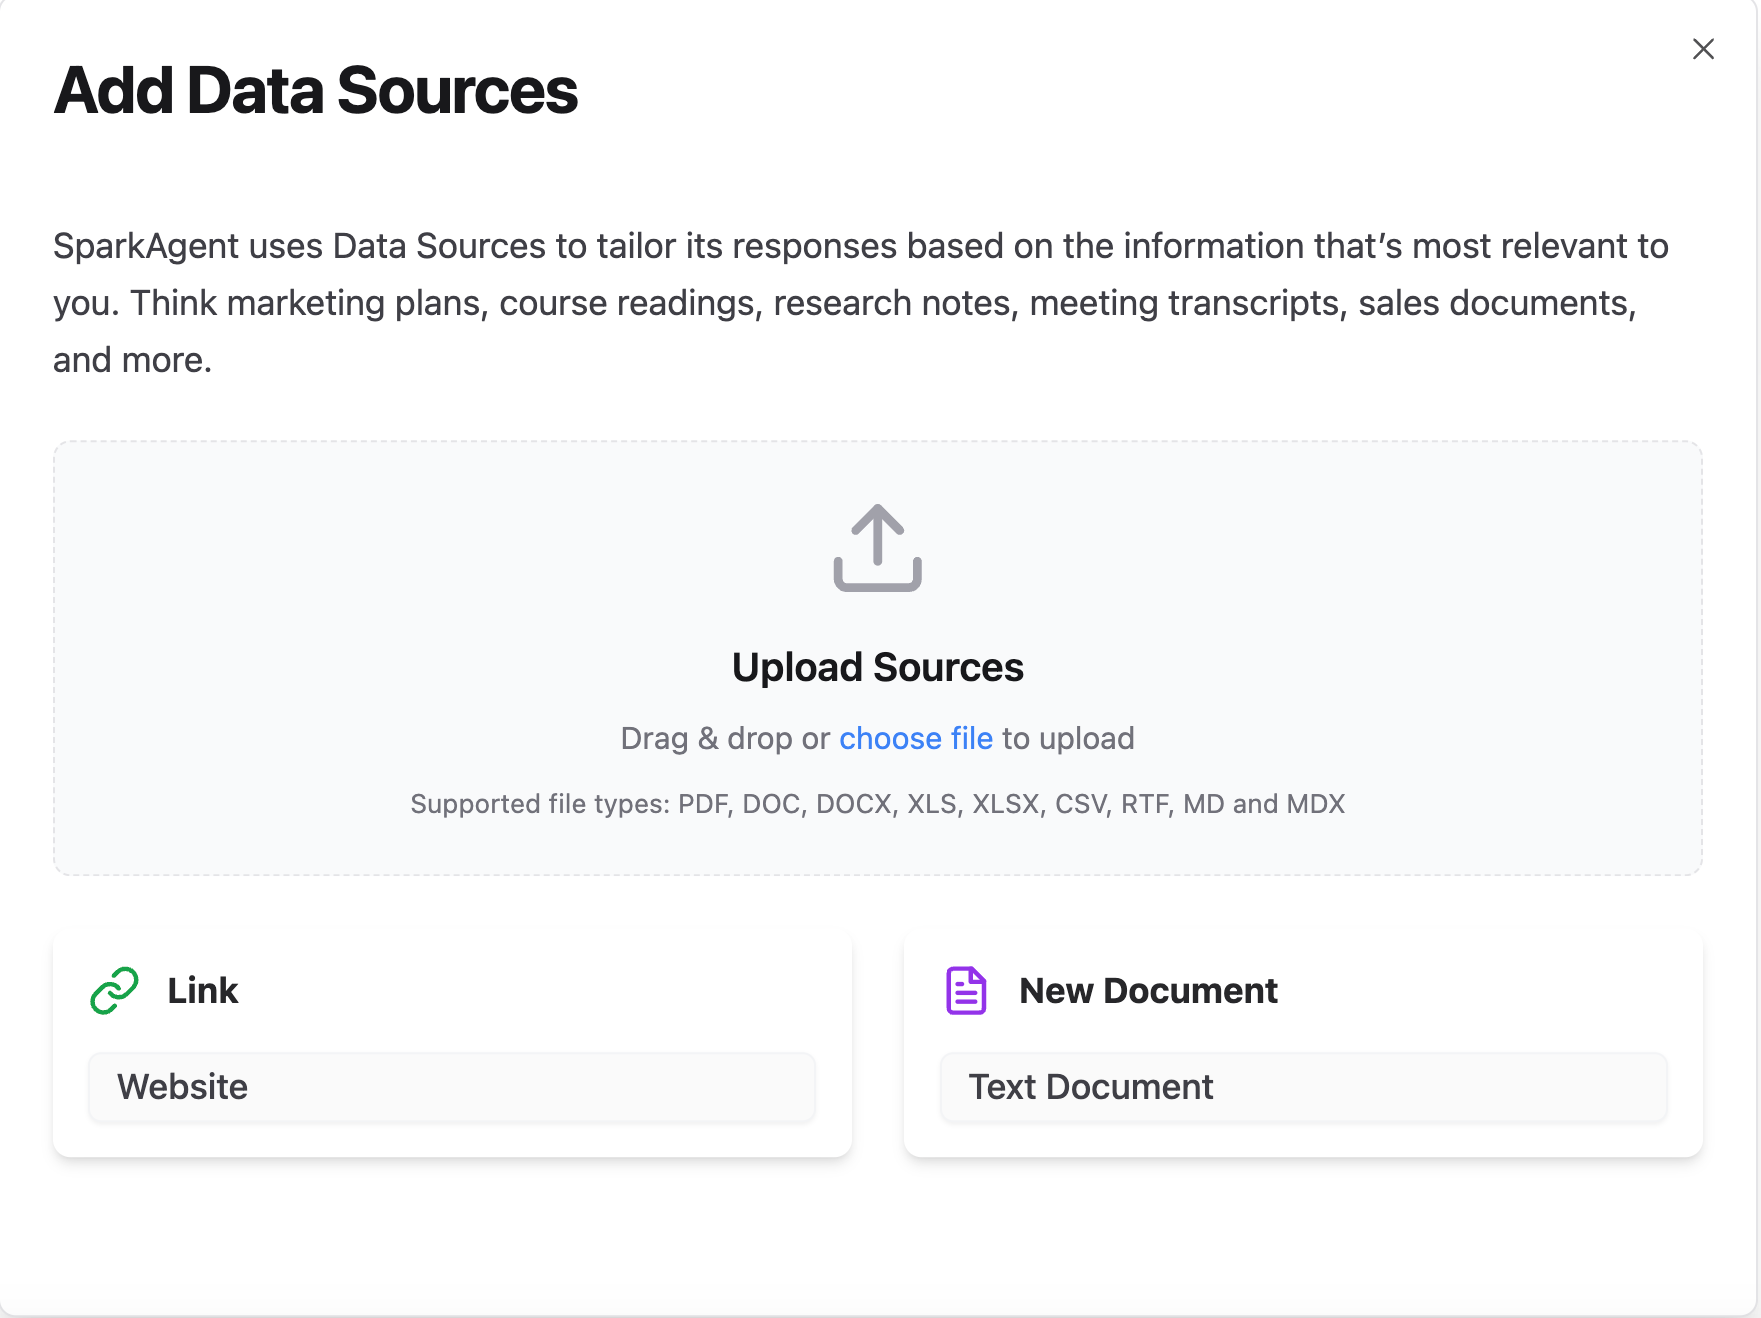 Add Data Sources
SparkAgent uses Data Sources to tailor its responses based on the information that’s most relevant to
you. Think marketing plans, course readings, research notes, meeting transcripts, sales documents,
and more.
Upload Sources
Drag & drop or choose file to upload
Supported file types: PDF, DOC, DOCX, XLS, XLSX, CSV, RTF, MD and MDX
Link
Website
New Document
Text Document